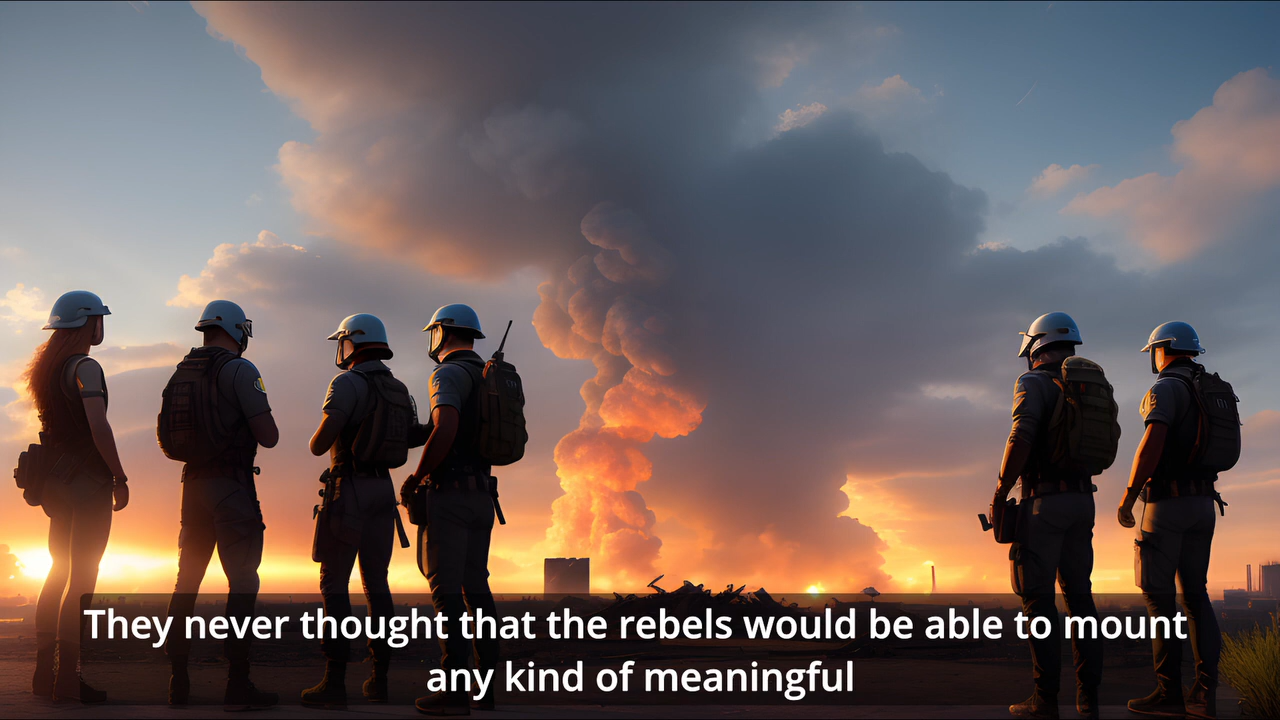 They never thought that the rebels would be able to mount
any kind of meaningful